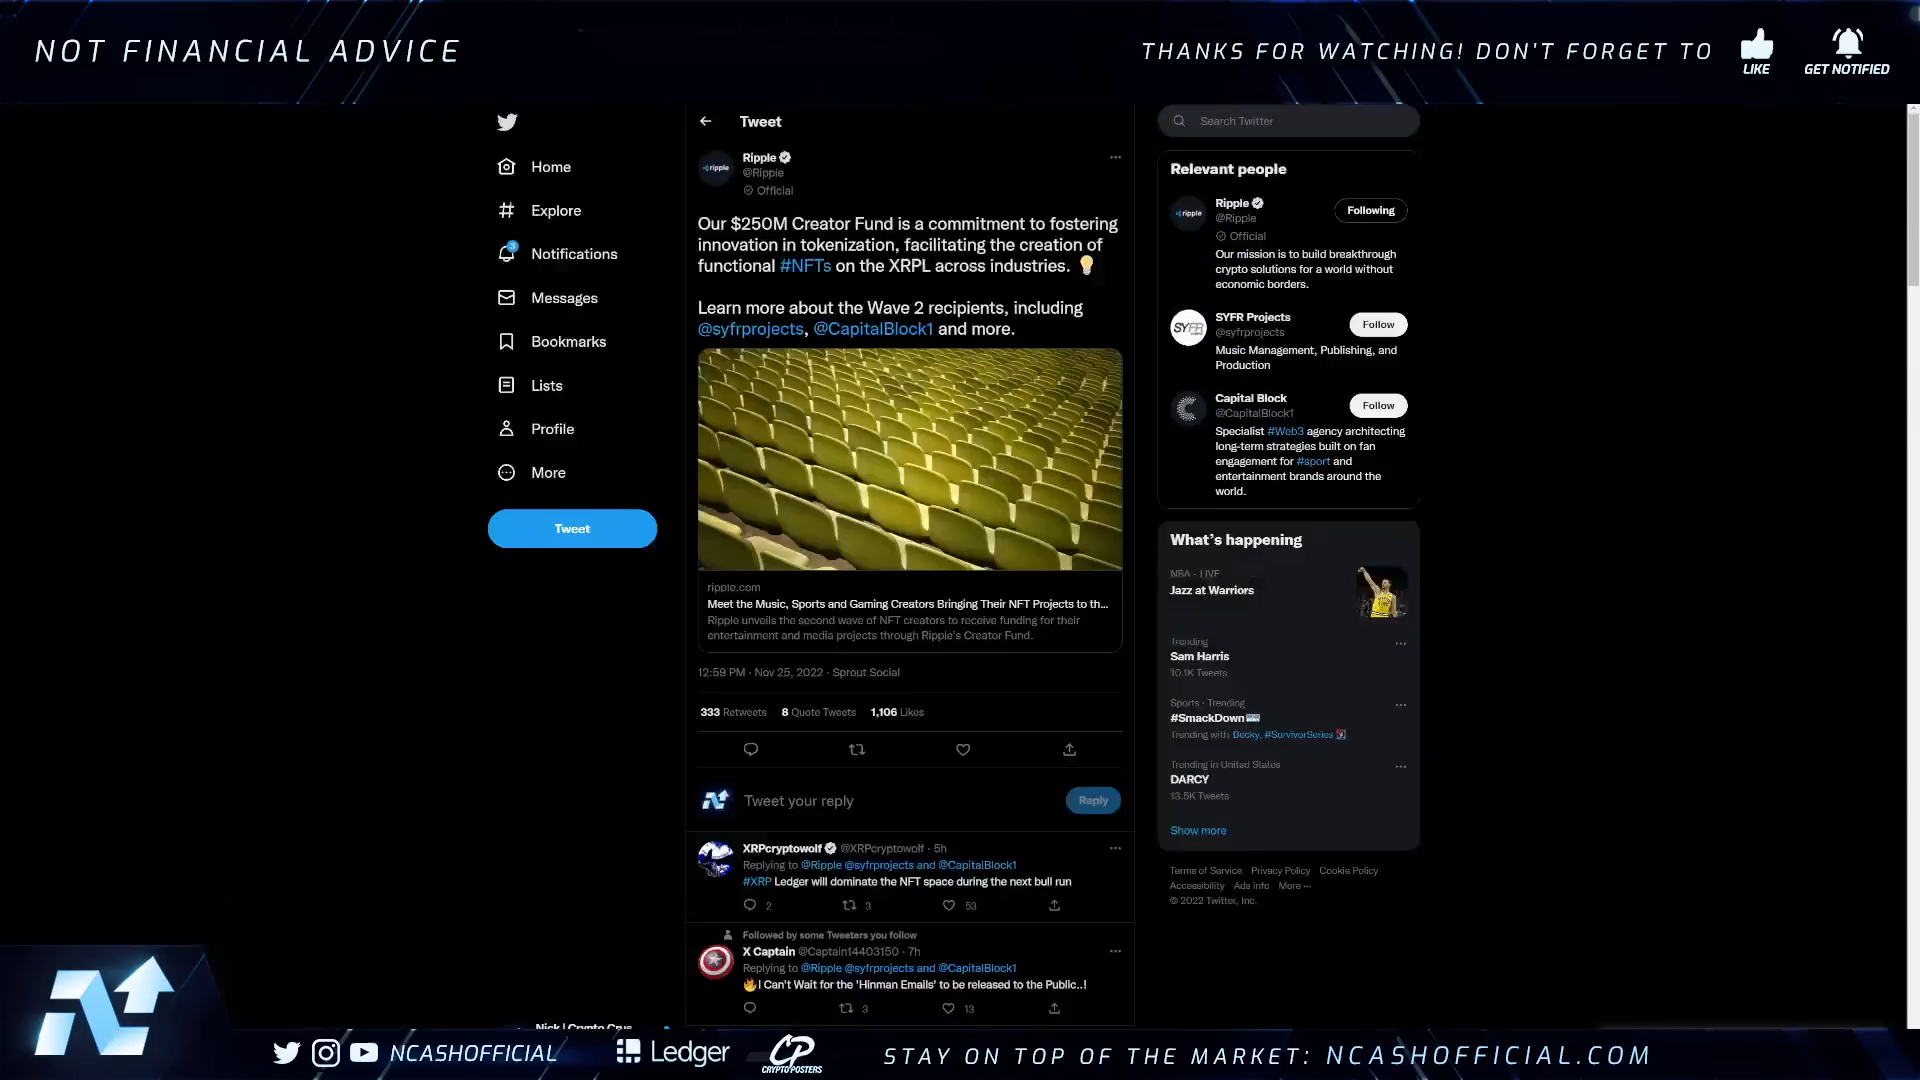 NOT FINANCIAL ADVICE
THANKS FOR WATCHING! DON'T FORGET TO
LIKE
GET NOTIFIED
Home
Explore
3
Notifications
Messages
Bookmarks
Lists
Profile
More
Tweet
Tweet
ripple
Ripple
@Ripple
Official
Our $250M Creator Fund is a commitment to fostering
innovation in tokenization, facilitating the creation of
functional #NFTs on the XRPL across industries. 💡
Learn more about the Wave 2 recipients, including
@syfrprojects, @CapitalBlock1 and more.
ripple.com
Meet the Music, Sports and Gaming Creators Bringing Their NFT Projects to th...
Ripple unveils the second wave of NFT creators to receive funding for their
entertainment and media projects through Ripple's Creator Fund.
12:59 PM · Nov 25, 2022 · Sprout Social
333 Retweets 8 Quote Tweets 1,106 Likes
Tweet your reply
Reply
XRPcryptowolf @XRPcryptowolf · 5h
Replying to @Ripple @syfrprojects and @CapitalBlock1
#XRP Ledger will dominate the NFT space during the next bull run
2 3 53
Followed by some Tweeters you follow
X Captain @Captain14403150 · 7h
Replying to @Ripple @syfrprojects and @CapitalBlock1
🔥I Can't Wait for the 'Hinman Emails' to be released to the Public..!
3 13
Search Twitter
Relevant people
ripple
Ripple
@Ripple
Official
Following
Our mission is to build breakthrough
crypto solutions for a world without
economic borders.
SYFR
SYFR Projects
@syfrprojects
Follow
Music Management, Publishing, and
Production
Capital Block
@CapitalBlock1
Follow
Specialist #Web3 agency architecting
long-term strategies built on fan
engagement for #sport and
entertainment brands around the
world.
What's happening
NBA · LIVE
Jazz at Warriors
Trending
Sam Harris
10.1K Tweets
Sports · Trending
#SmackDown
Trending with Becky, #SurvivorSeries
Trending in United States
DARCY
13.5K Tweets
Show more
Terms of Service Privacy Policy Cookie Policy
Accessibility Ads info More ···
© 2022 Twitter, Inc.
Nick | Crypto Crus
NCASHOFFICIAL
Ledger
CP
CRYPTO POSTERS
STAY ON TOP OF THE MARKET: NCASHOFFICIAL.COM